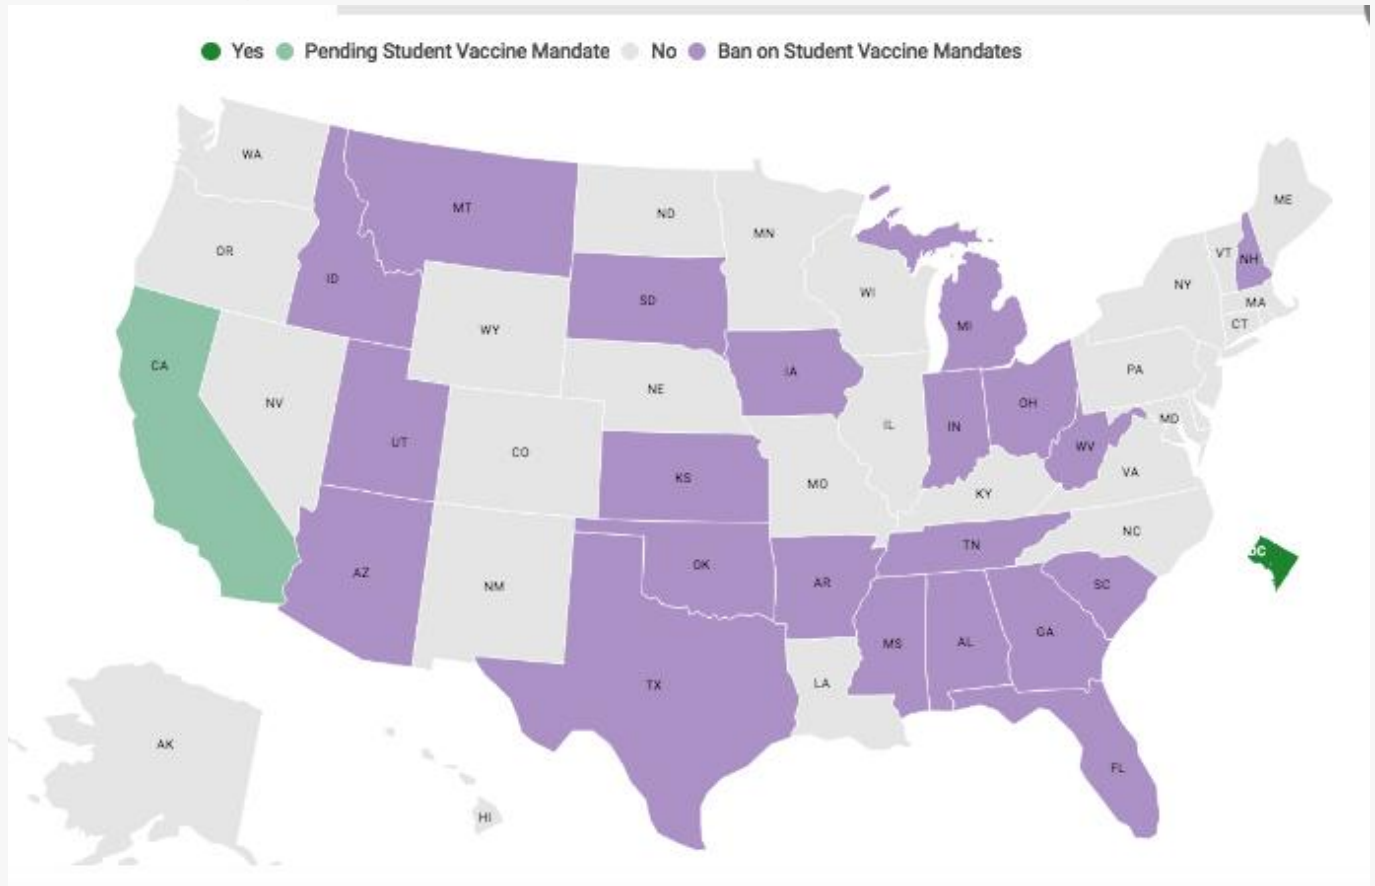 Yes Pending Student Vaccine Mandate No Ban on Student Vaccine Mandates
WA
MT
ND
MN
ME
OR
ID
SD
WI
VT
NH
NY
MA
CT
WY
MI
CA
NV
NE
IA
PA
UT
CO
KS
MO
IL
IN
OH
WV
MD
VA
KY
AZ
NM
OK
AR
TN
NC
DC
SC
MS
AL
GA
TX
LA
AK
HI
FL